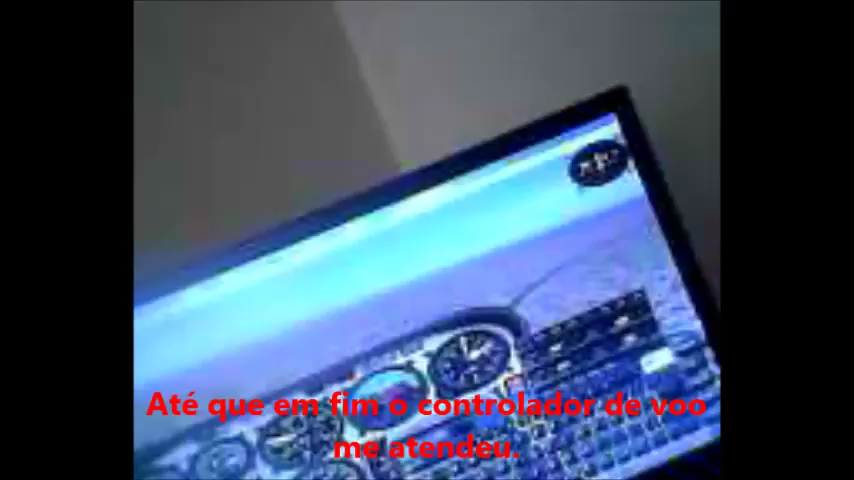 Até que em fim o controlador de voo
me atendeu.